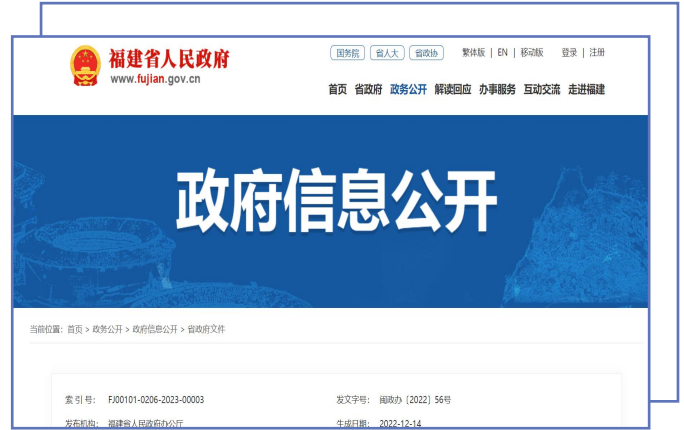 福建省人民政府
www.fujian.gov.cn
国务院 省人大 省政协 繁体版 | EN | 移动版 登录 | 注册
首页 省政府 政务公开 解读回应 办事服务 互动交流 走进福建
政府信息公开
当前位置：首页 > 政务公开 > 政府信息公开 > 省政府文件
索 引 号： FJ00101-0206-2023-00003 发文字号： 闽政办〔2022〕56号
发布机构： 福建省人民政府办公厅 生成日期： 2022-12-14